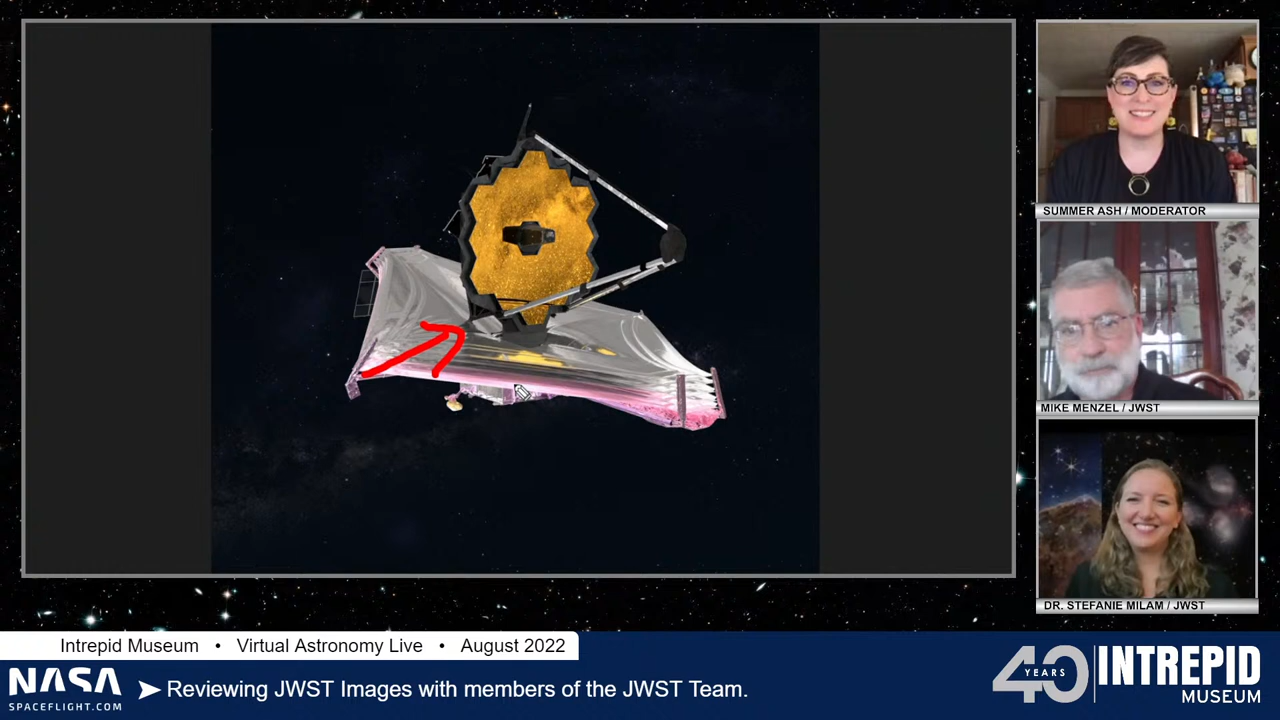 SUMMER ASH / MODERATOR
MIKE MENZEL / JWST
DR. STEFANIE MILAM / JWST
Intrepid Museum • Virtual Astronomy Live • August 2022
NASA
SPACEFLIGHT.COM
Reviewing JWST Images with members of the JWST Team.
40
YEARS
INTREPID
MUSEUM